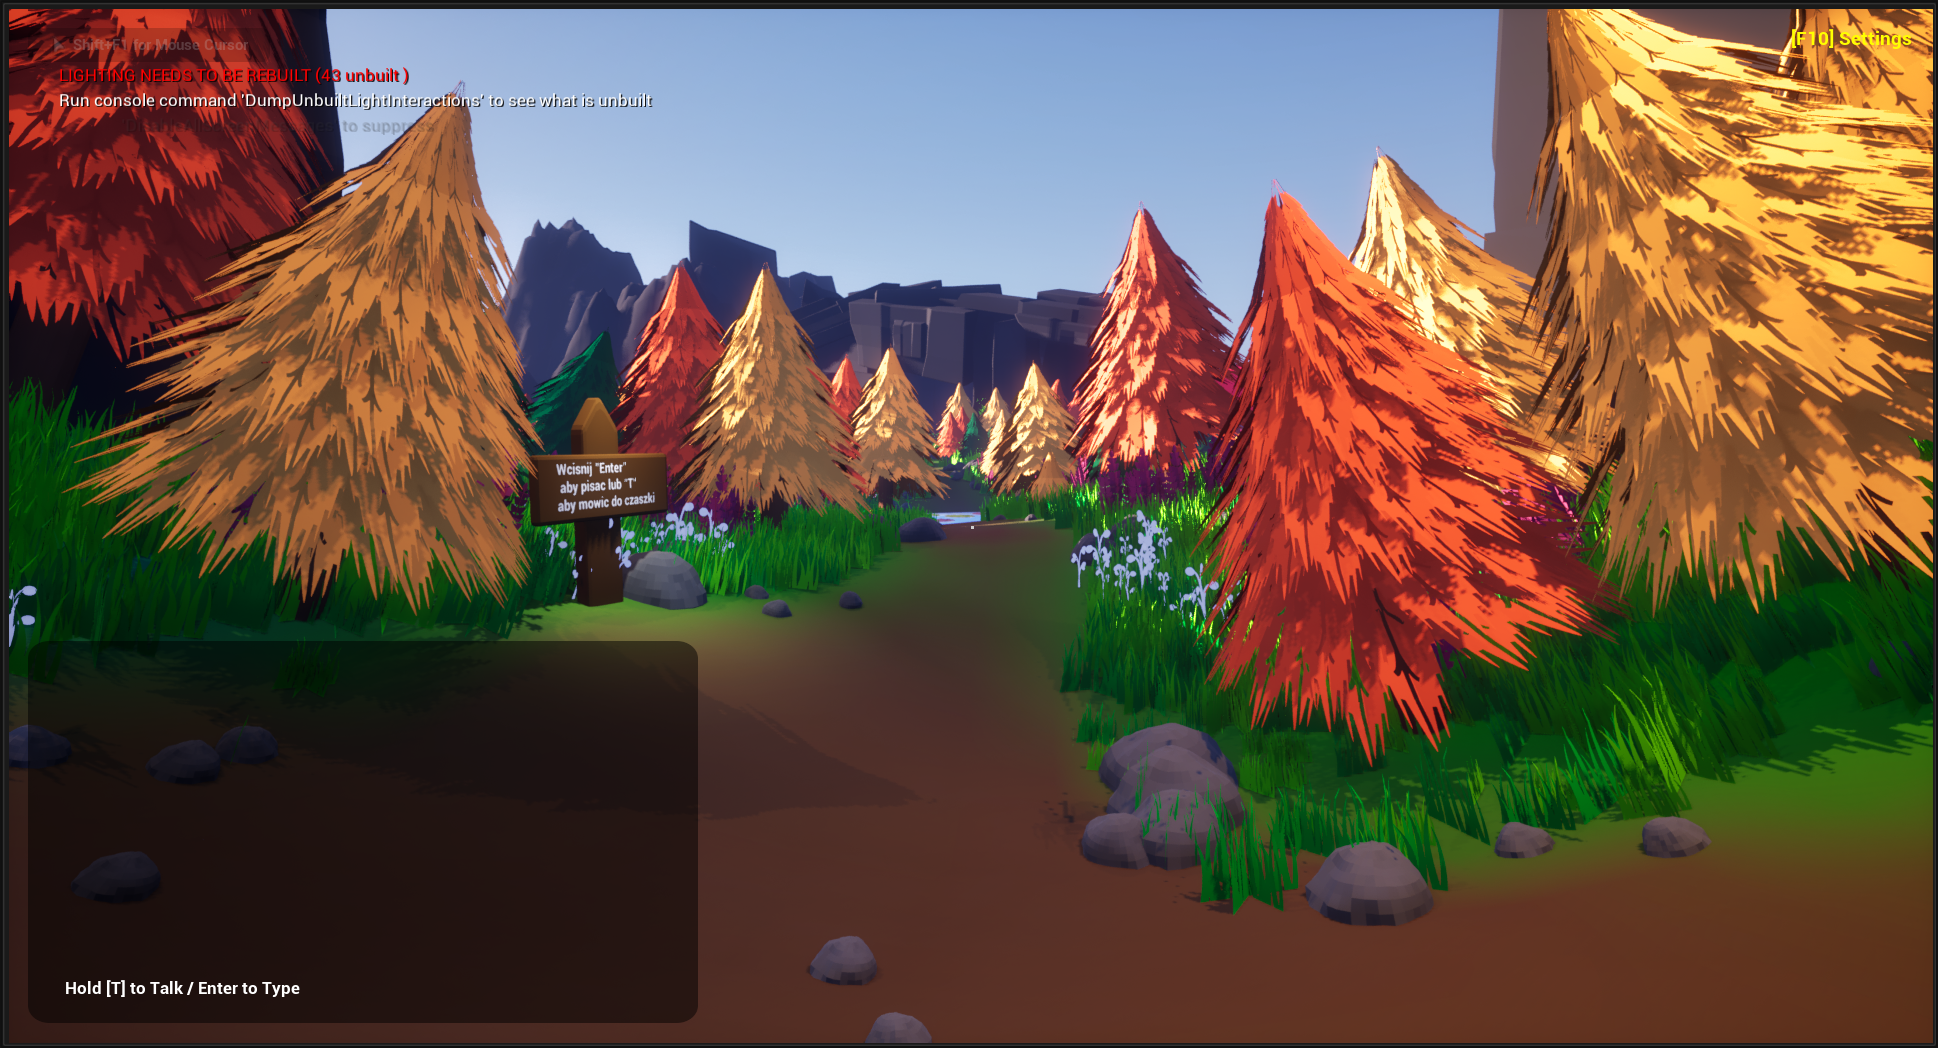 Shift+F1 for Mouse Cursor
[F10] Settings
LIGHTING NEEDS TO BE REBUILT (43 unbuilt )
Run console command 'DumpUnbuiltLightInteractions' to see what is unbuilt
to suppress
Wcisnij "Enter"
aby pisac lub "T"
aby mowic do czaszki
Hold [T] to Talk / Enter to Type